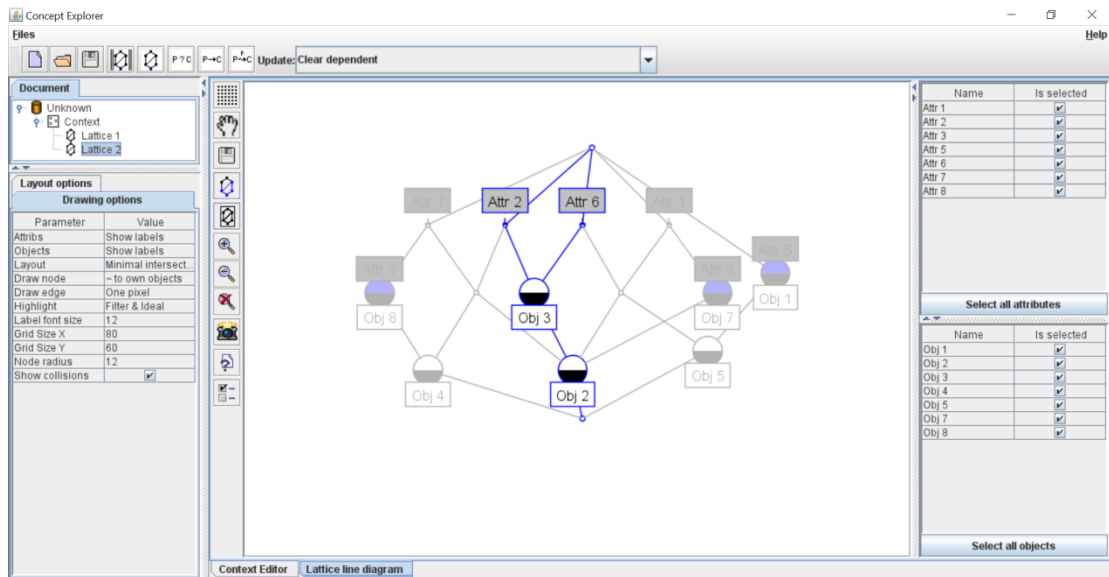 Concept Explorer
Files
Help
P?C
P→C
P↛C
Update: Clear dependent
Document
Unknown
Context
Lattice 1
Lattice 2
Layout options
Drawing options
Parameter Value
Attribs Show labels
Objects Show labels
Layout Minimal intersect...
Draw node ~ to own objects
Draw edge One pixel
Highlight Filter & Ideal
Label font size 12
Grid Size X 80
Grid Size Y 60
Node radius 12
Show collisions
Attr 7
Attr 2
Attr 6
Attr 1
Attr 3
Attr 8
Attr 5
Obj 8
Obj 3
Obj 7
Obj 1
Obj 4
Obj 2
Obj 5
Context Editor
Lattice line diagram
Name Is selected
Attr 1
Attr 2
Attr 3
Attr 5
Attr 6
Attr 7
Attr 8
Select all attributes
Name Is selected
Obj 1
Obj 2
Obj 3
Obj 4
Obj 5
Obj 7
Obj 8
Select all objects